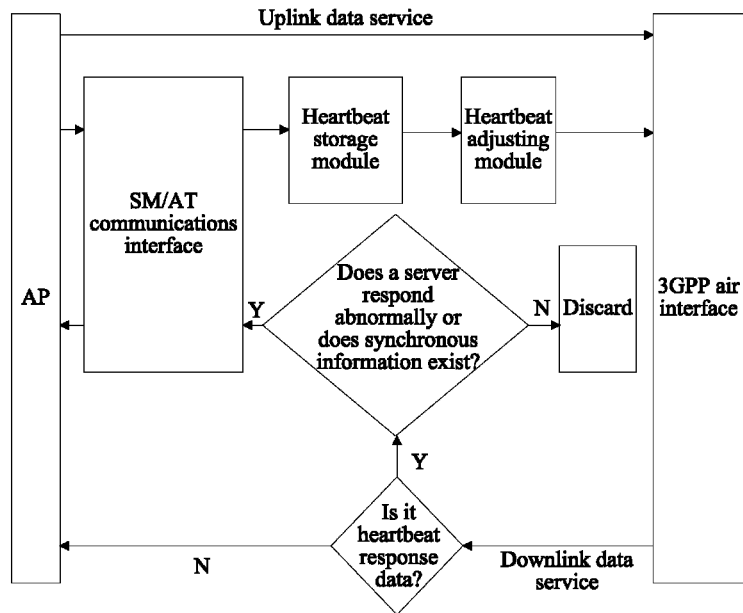 Uplink data service
Heartbeat
storage
module
Heartbeat
adjusting
module
SM/AT
communications
interface
AP
Does a server
respond
abnormally or
does synchronous
information exist?
Y
N
Discard
3GPP air
interface
Y
Is it
heartbeat
response
data?
N
Downlink data
service